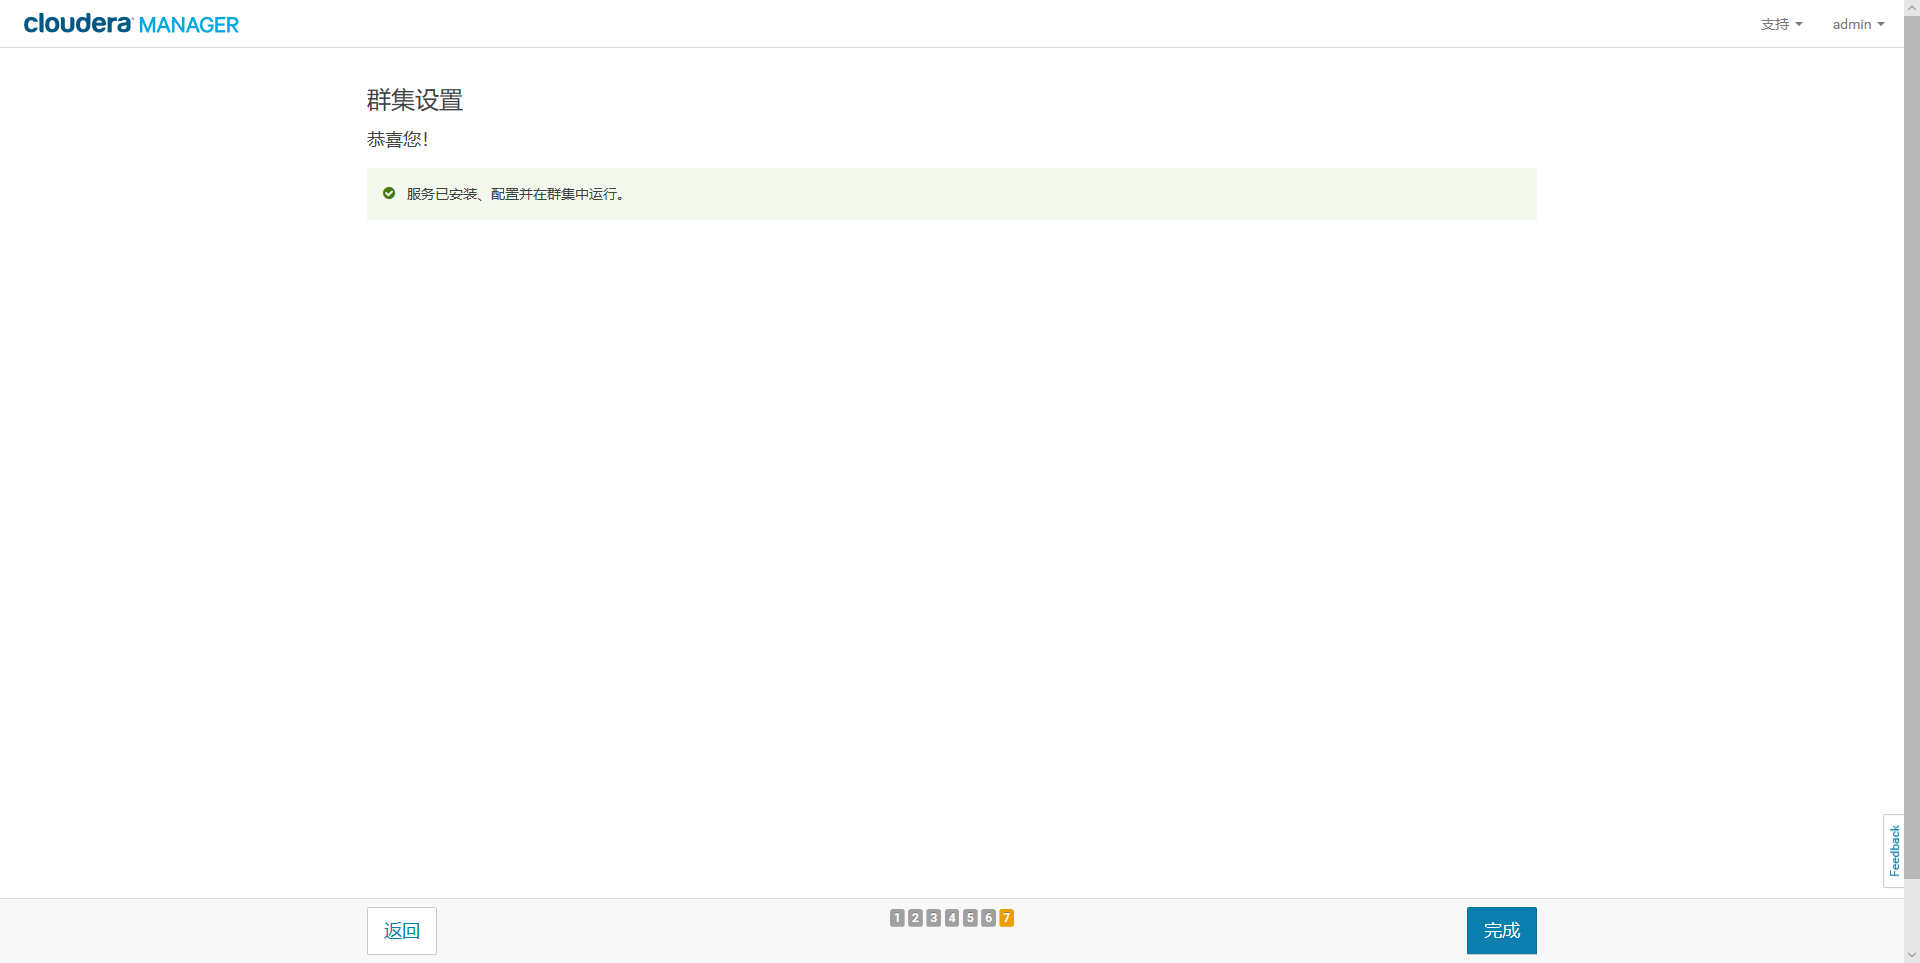 cloudera MANAGER
支持
admin
群集设置
恭喜您！
服务已安装、配置并在群集中运行。
Feedback
返回
1 2 3 4 5 6 7
完成